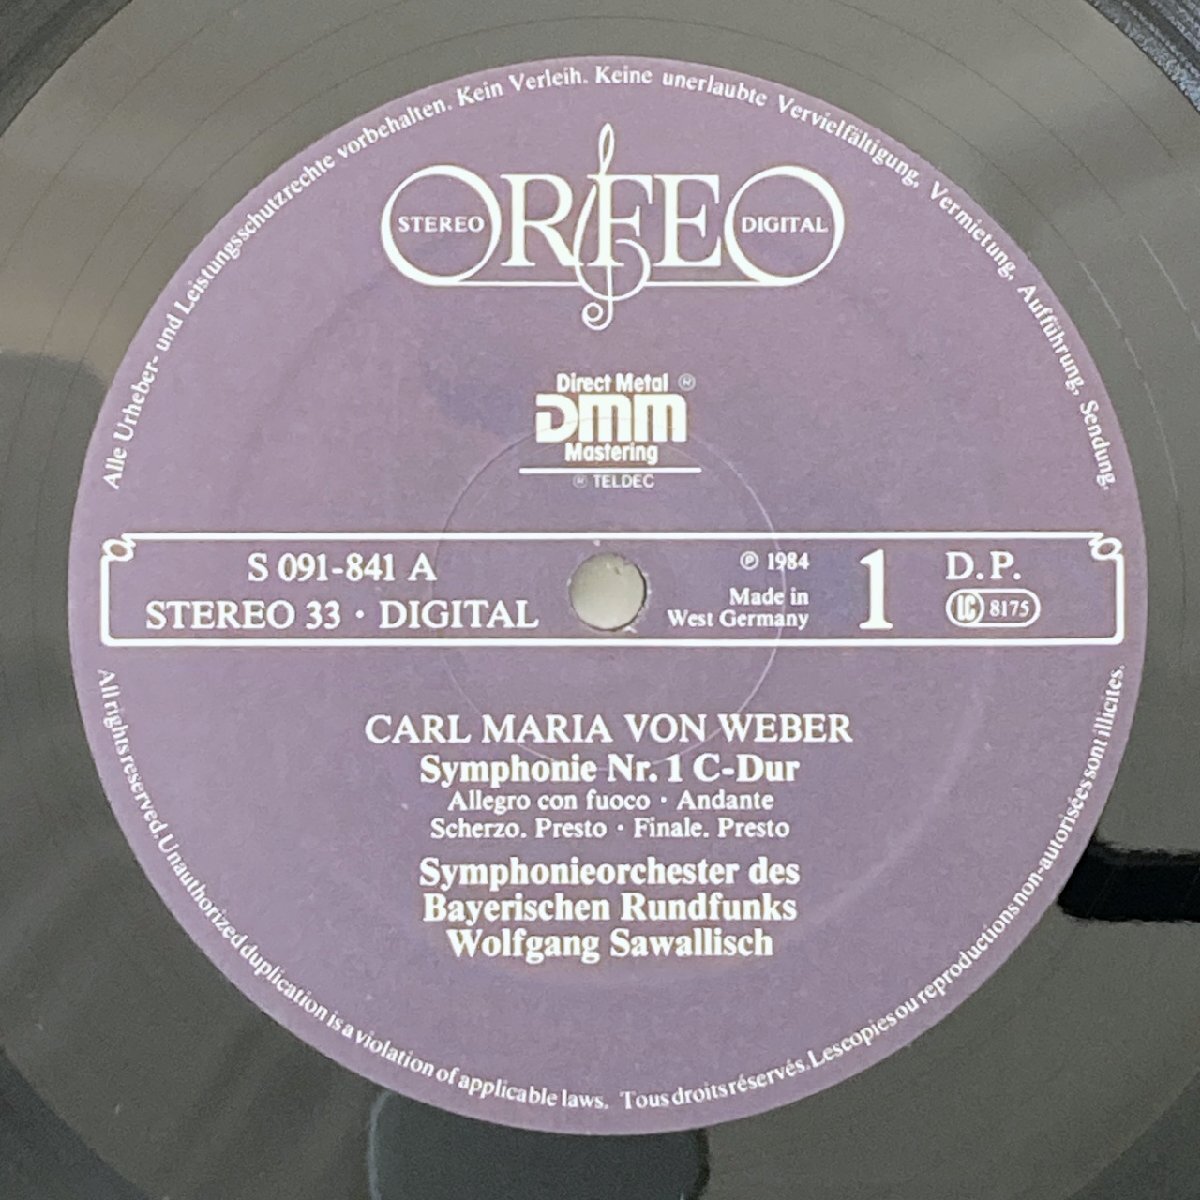 Alle Urheber- und Leistungsschutzrechte vorbehalten. Kein Verleih. Keine unerlaubte Vervielfältigung, Vermietung, Aufführung, Sendung.
ORFEO
STEREO
DIGITAL
Direct Metal ®
DMM
Mastering
® TELDEC
S 091-841 A
STEREO 33 · DIGITAL
℗ 1984
Made in
West Germany
1
D.P.
LC 8175
CARL MARIA VON WEBER
Symphonie Nr. 1 C-Dur
Allegro con fuoco · Andante
Scherzo. Presto · Finale. Presto
Symphonieorchester des
Bayerischen Rundfunks
Wolfgang Sawallisch
All rights reserved. Unauthorized duplication is a violation of applicable laws. Tous droits réservés. Les copies ou reproductions non-autorisées sont illicites.